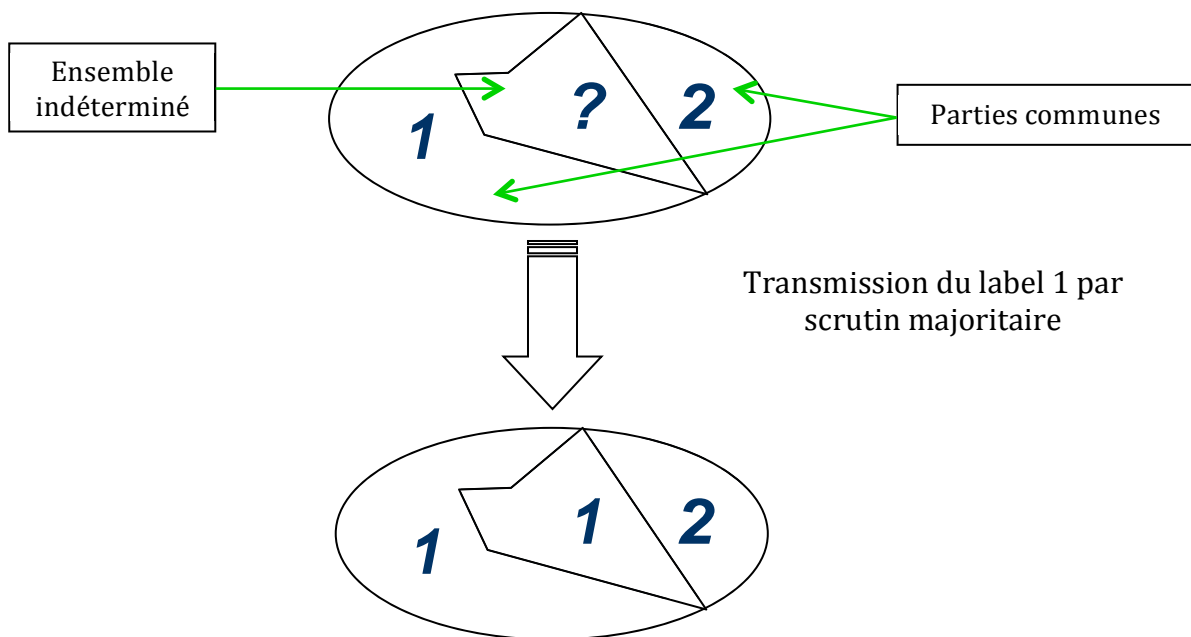 Ensemble
indéterminé
1
?
2
Parties communes
Transmission du label 1 par
scrutin majoritaire
1
1
2